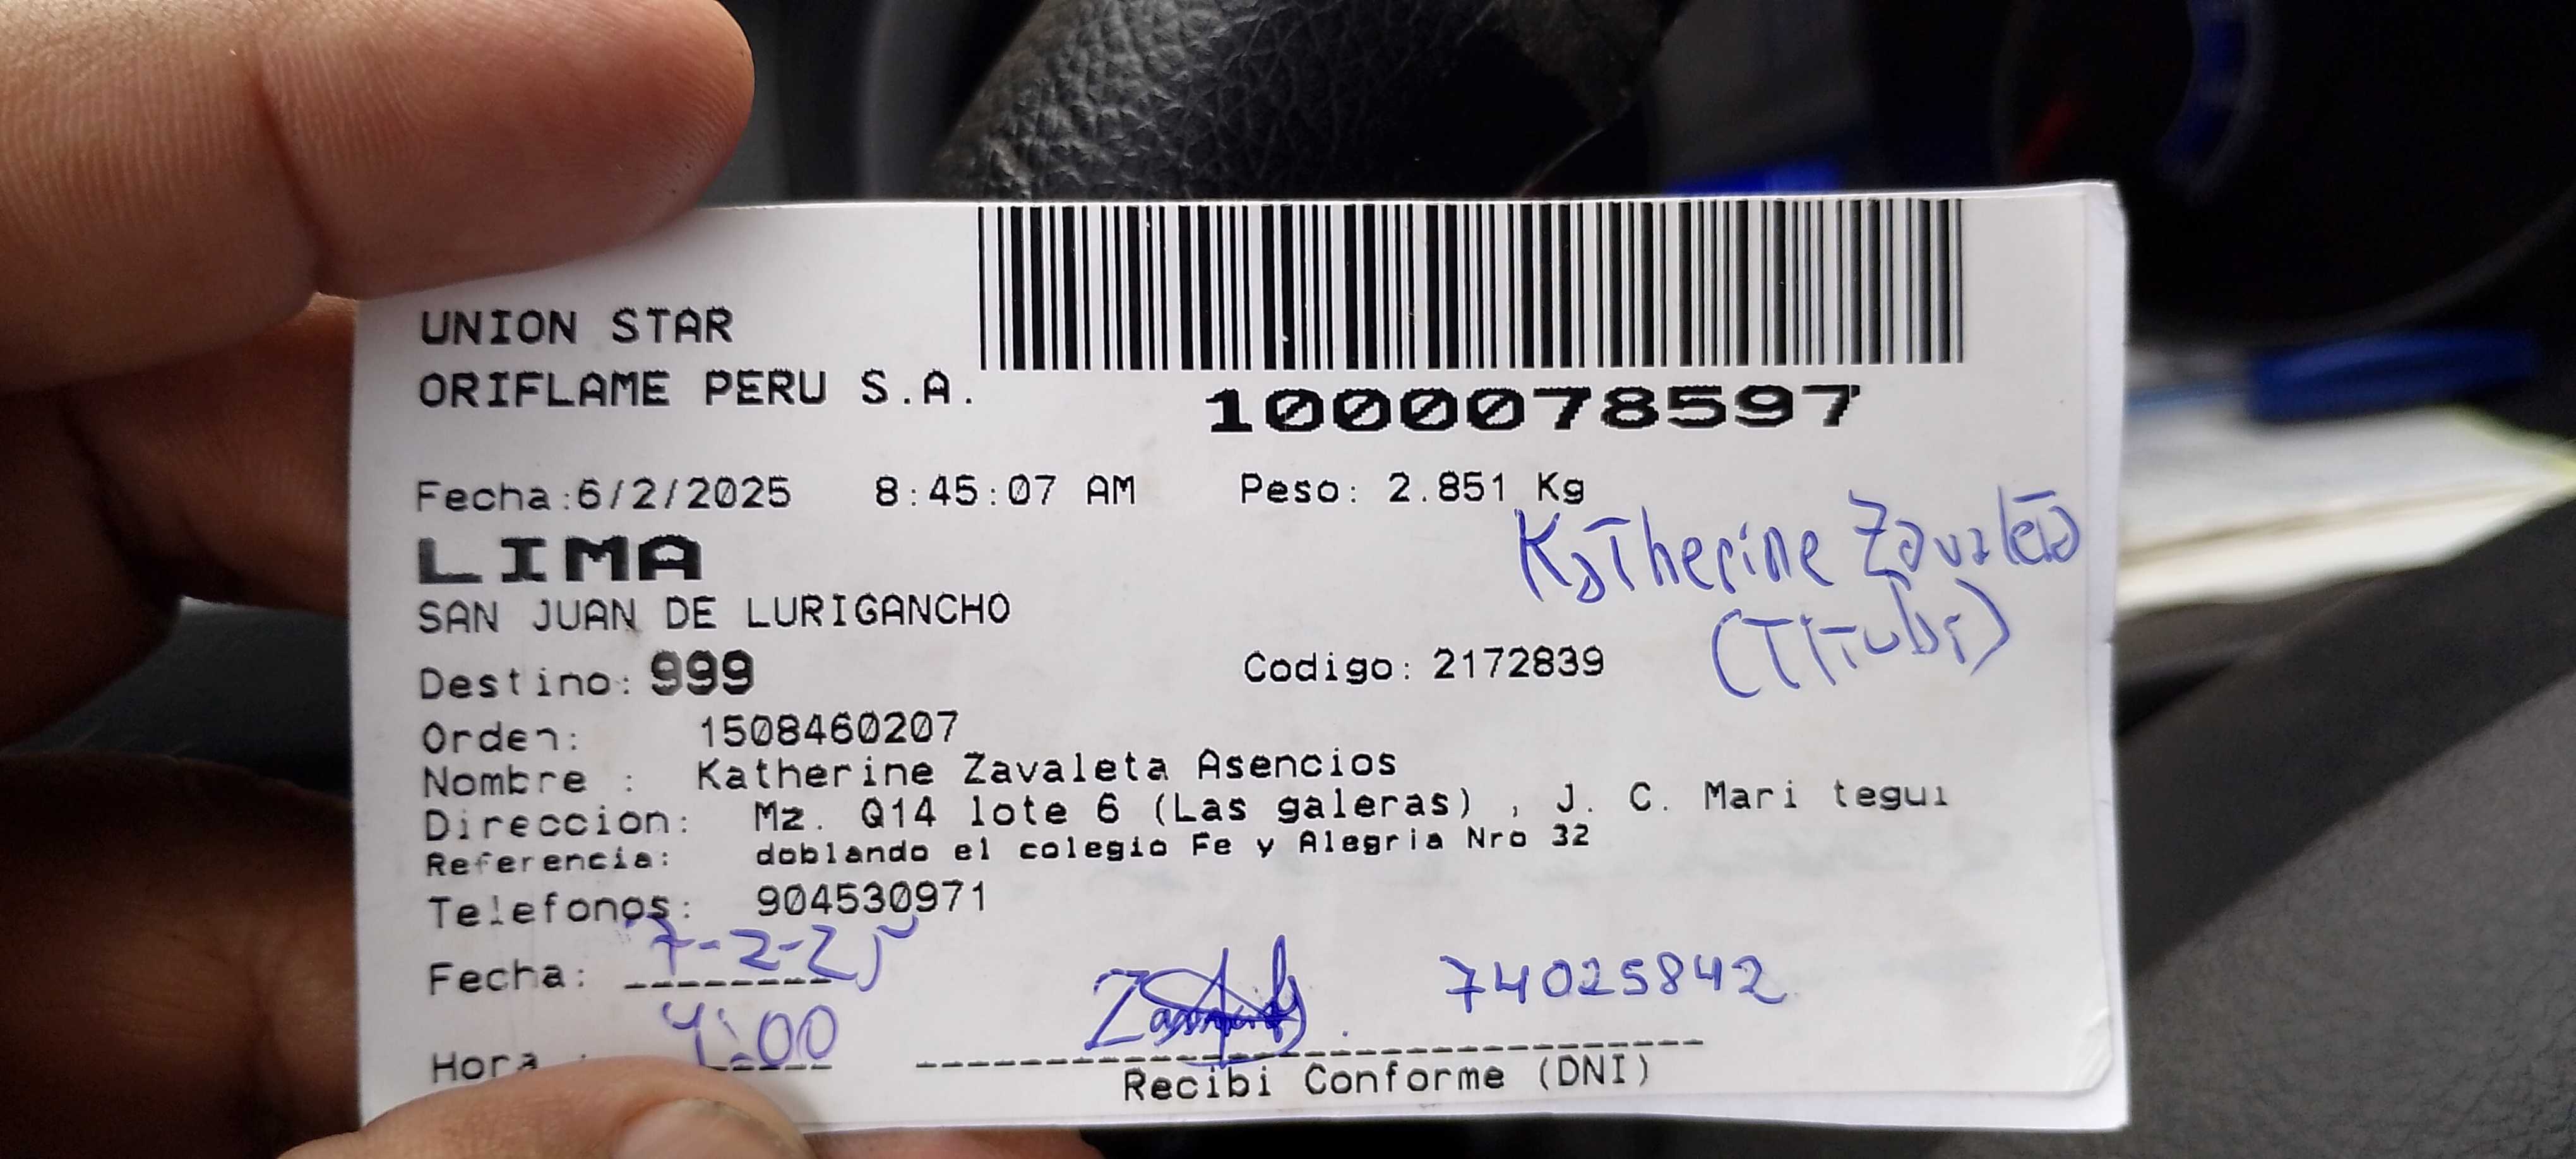 UNION STAR
ORIFLAME PERU S.A.
1000078597
Fecha:6/2/2025 8:45:07 AM Peso: 2.851 Kg
LIMA
Katherine Zavaleta
SAN JUAN DE LURIGANCHO
(Titular)
Destino: 999 Codigo: 2172839
Orden: 1508460207
Nombre : Katherine Zavaleta Asencios
Direccion: Mz. Q14 lote 6 (Las galeras) , J. C. Mari tegui
Referencia: doblando el colegio Fe y Alegria Nro 32
Telefonos: 904530971
Fecha: 7-2-25
74025842
Hora : 4:00
Recibi Conforme (DNI)